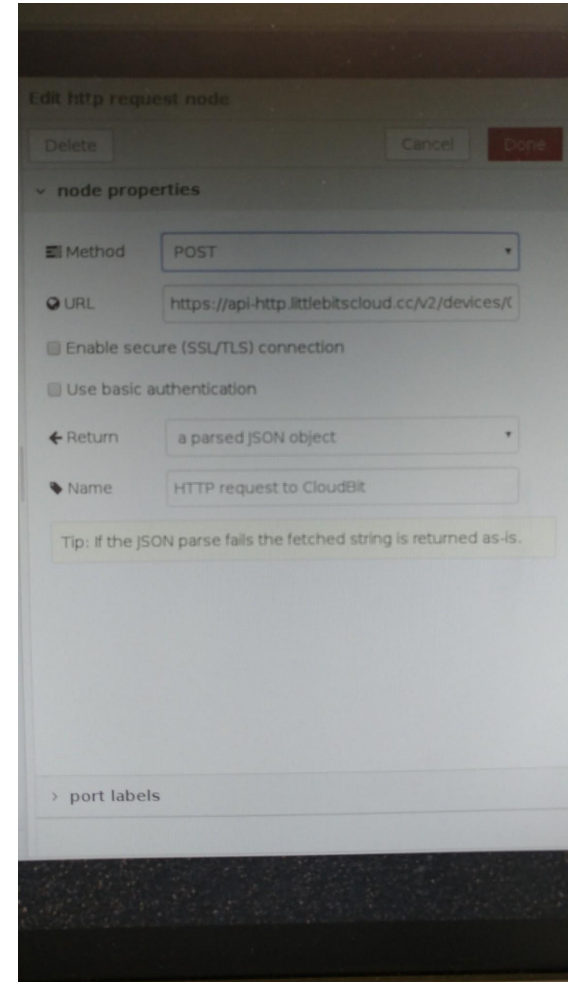 Edit http request node
Delete Cancel Done
node properties
Method POST
URL https://api-http.littlebitscloud.cc/v2/devices/
Enable secure (SSL/TLS) connection
Use basic authentication
Return a parsed JSON object
Name HTTP request to CloudBit
Tip: If the JSON parse fails the fetched string is returned as-is.
port labels